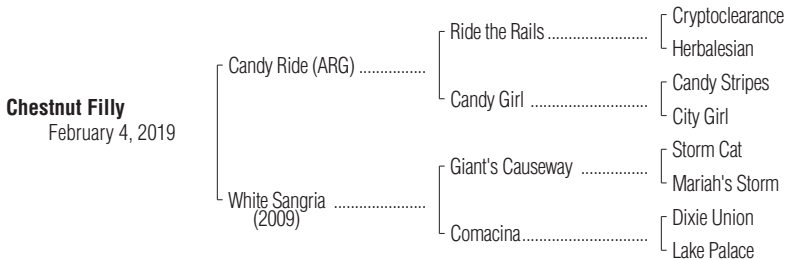 Cryptoclearance
Ride the Rails ........................
Herbalesian
Candy Ride (ARG) ................
Candy Stripes
Candy Girl ............................
City Girl
Chestnut Filly
February 4, 2019
Storm Cat
Giant's Causeway ................
Mariah's Storm
White Sangria ......................
(2009)
Dixie Union
Comacina..............................
Lake Palace